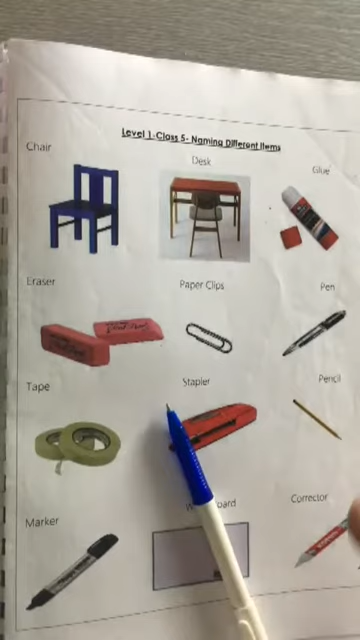 Level 1-Class 5- Naming Different Items
Chair
Desk
Glue
Eraser
Paper Clips
Pen
Tape
Stapler
Pencil
Marker
Corrector